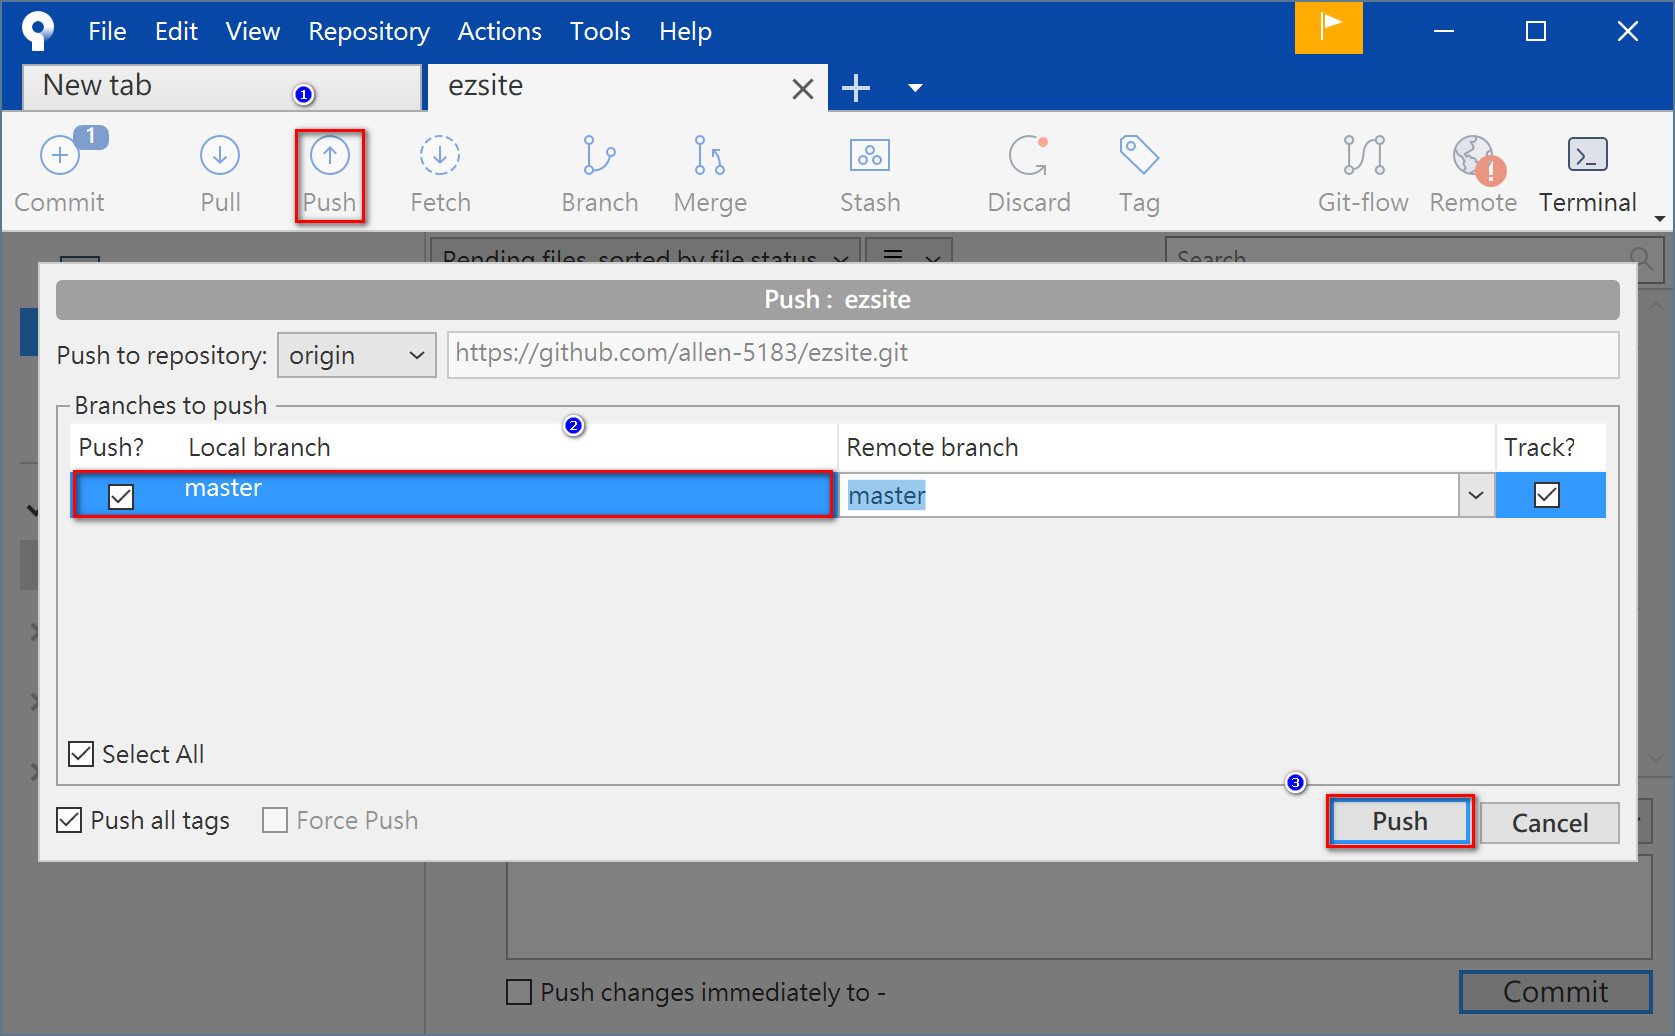 File Edit View Repository Actions Tools Help
New tab
ezsite
1
1
Commit
Pull
Push
Fetch
Branch
Merge
Stash
Discard
Tag
Git-flow
Remote
Terminal
Pending files, sorted by file status
Search
Push : ezsite
Push to repository: origin https://github.com/allen-5183/ezsite.git
Branches to push
2
Push? Local branch Remote branch Track?
master master
Select All
3
Push all tags Force Push Push Cancel
Push changes immediately to -
Commit